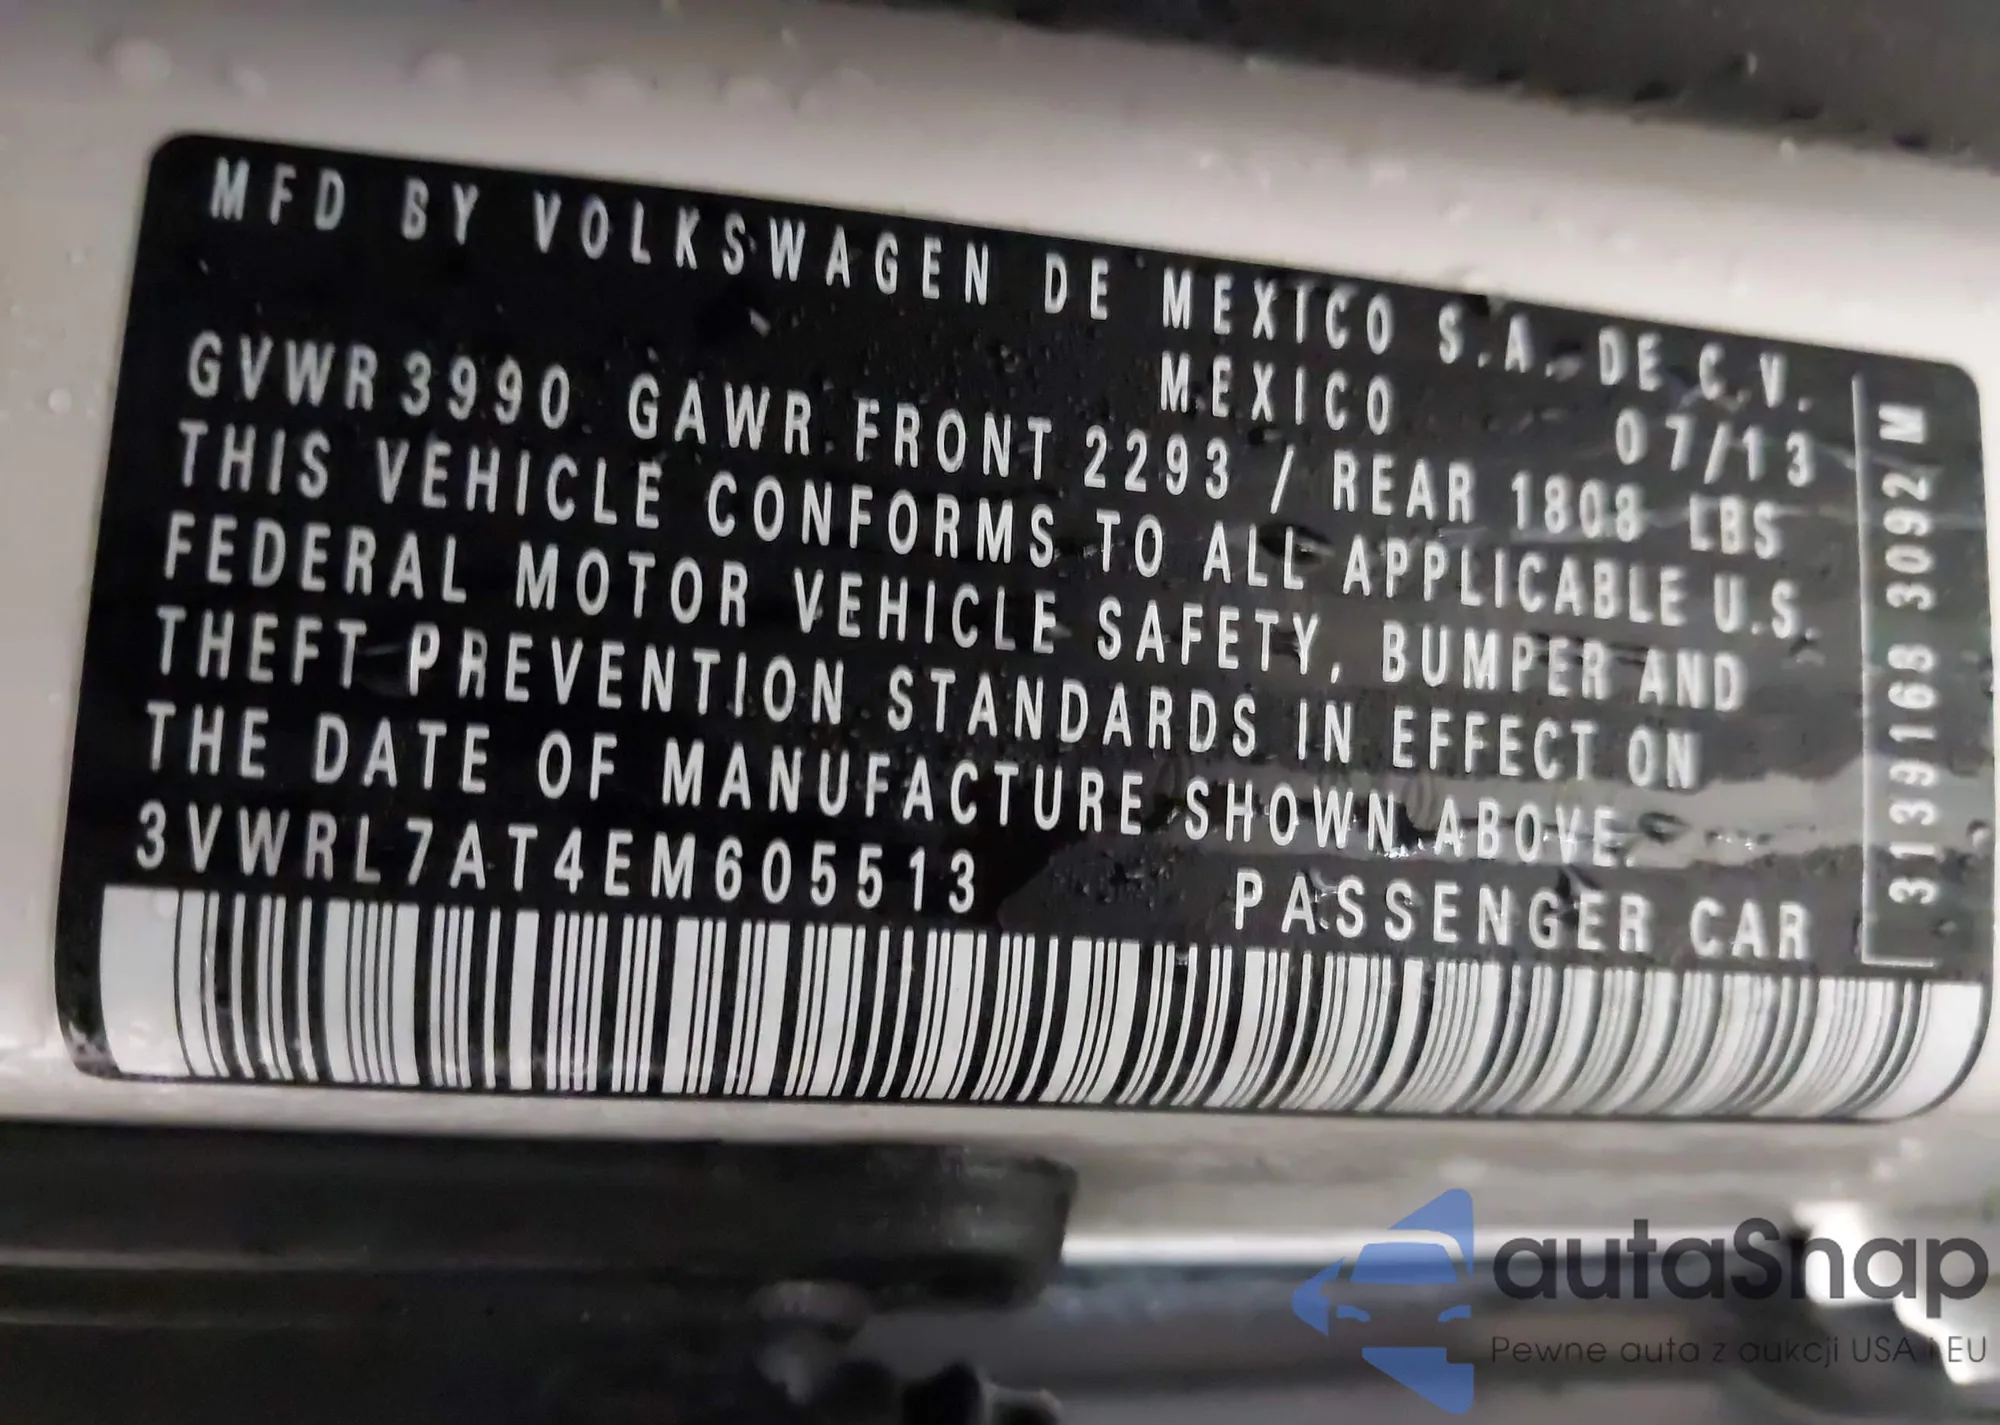 MFD BY VOLKSWAGEN DE MEXICO S.A. DE C.V.
MEXICO
07/13
GVWR 3990 GAWR FRONT 2293 / REAR 1808 LBS
THIS VEHICLE CONFORMS TO ALL APPLICABLE U.S.
FEDERAL MOTOR VEHICLE SAFETY, BUMPER AND
THEFT PREVENTION STANDARDS IN EFFECT ON
THE DATE OF MANUFACTURE SHOWN ABOVE.
3VWRL7AT4EM605513
PASSENGER CAR
3139168 3092 M
autaSnap
Pewne auta z aukcji USA i EU